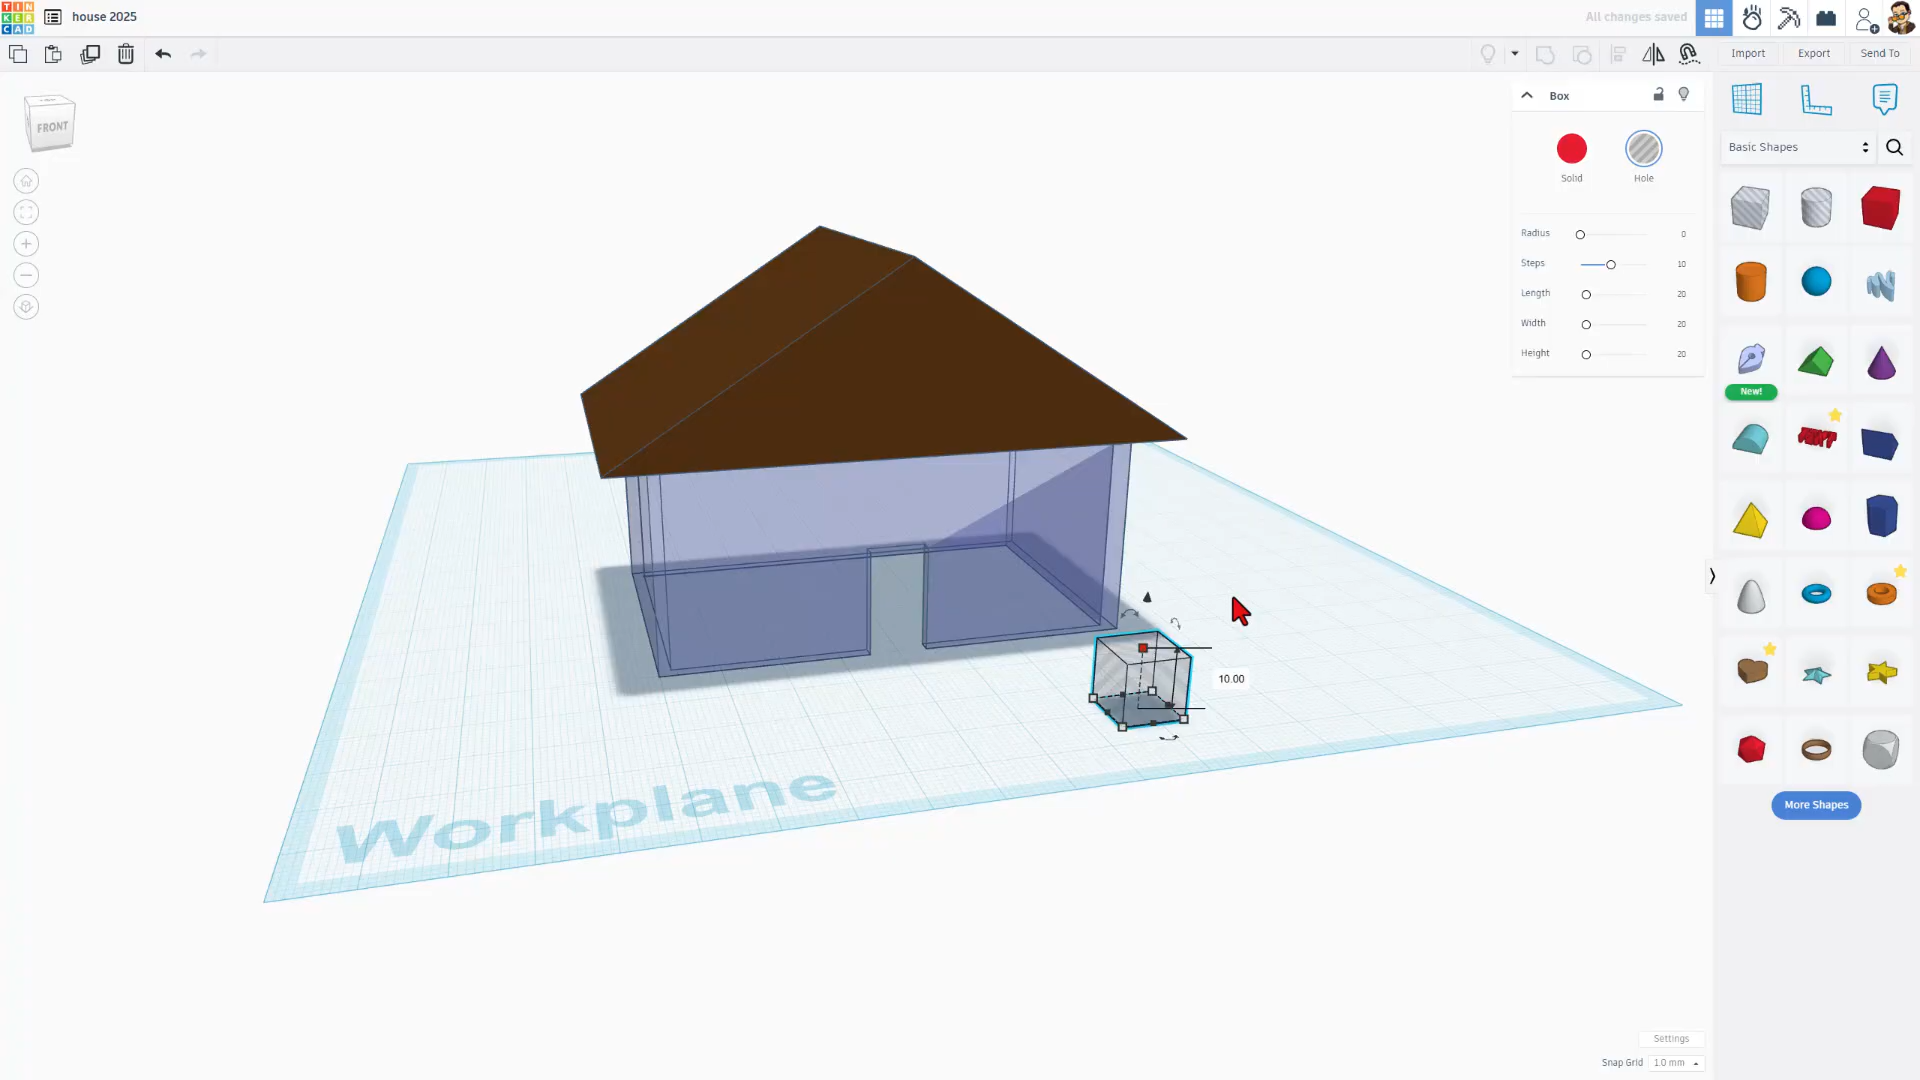 TIN
KER
CAD
house 2025
All changes saved
Import
Export
Send To
FRONT
Box
Solid
Hole
Radius
0
Steps
10
Length
20
Width
20
Height
20
Basic Shapes
New!
10.00
Workplane
More Shapes
Settings
Snap Grid
1.0 mm